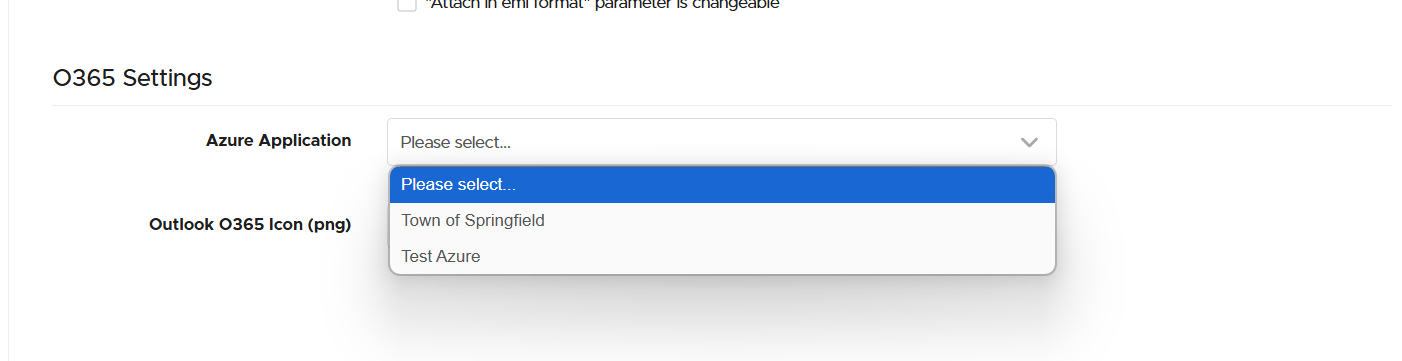 "Attach in eml format" parameter is changeable
O365 Settings
Azure Application
Please select...
Please select...
Town of Springfield
Outlook O365 Icon (png)
Test Azure